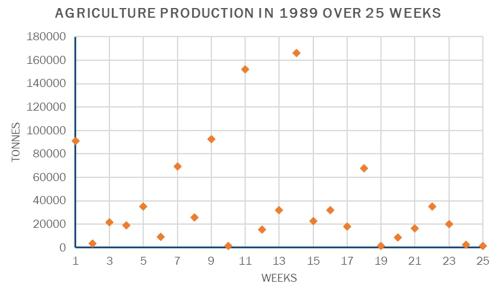 AGRICULTURE PRODUCTION IN 1989 OVER 25 WEEKS
180000
160000
140000
120000
100000
80000
60000
40000
20000
0
TONNES
1 3 5 7 9 11 13 15 17 19 21 23 25
WEEKS